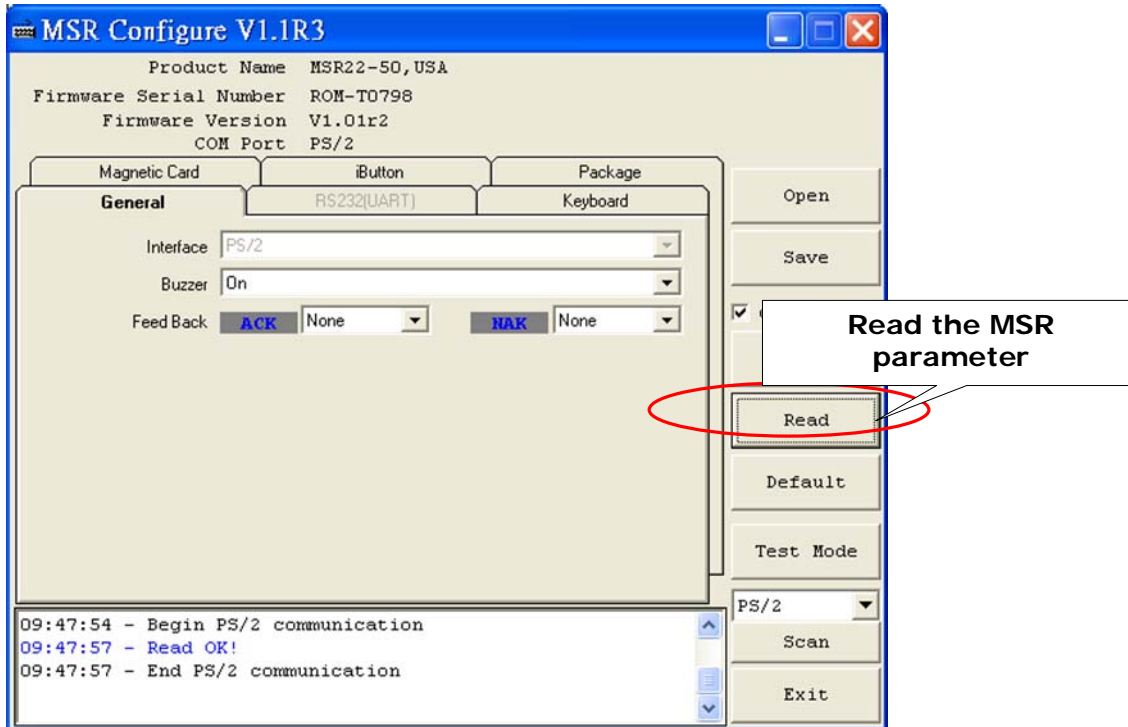 MSR Configure V1.1R3
Product Name MSR22-50,USA
Firmware Serial Number ROM-T0798
Firmware Version V1.01r2
COM Port PS/2
Magnetic Card iButton Package
General RS232(UART) Keyboard
Interface PS/2
Buzzer On
Feed Back ACK None NAK None
Open
Save
Read the MSR
parameter
Read
Default
Test Mode
PS/2
Scan
Exit
09:47:54 - Begin PS/2 communication
09:47:57 - Read OK!
09:47:57 - End PS/2 communication